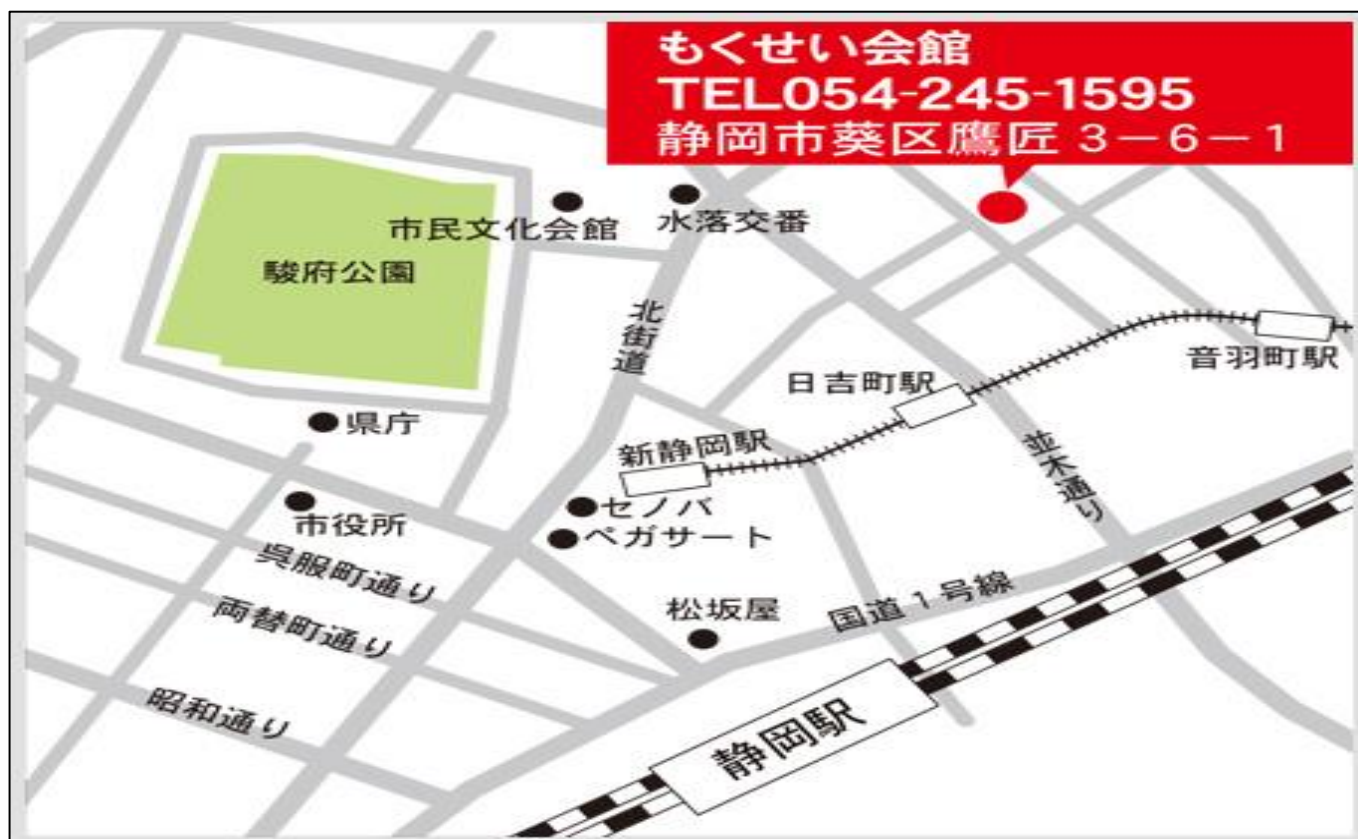 もくせい会館
TEL054-245-1595
静岡市葵区鷹匠 3－6－1
市民文化会館
水落交番
駿府公園
北街道
音羽町駅
日吉町駅
県庁
新静岡駅
並木通り
セノバ
市役所
ペガサート
呉服町通り
国道1号線
松坂屋
両替町通り
昭和通り
静岡駅